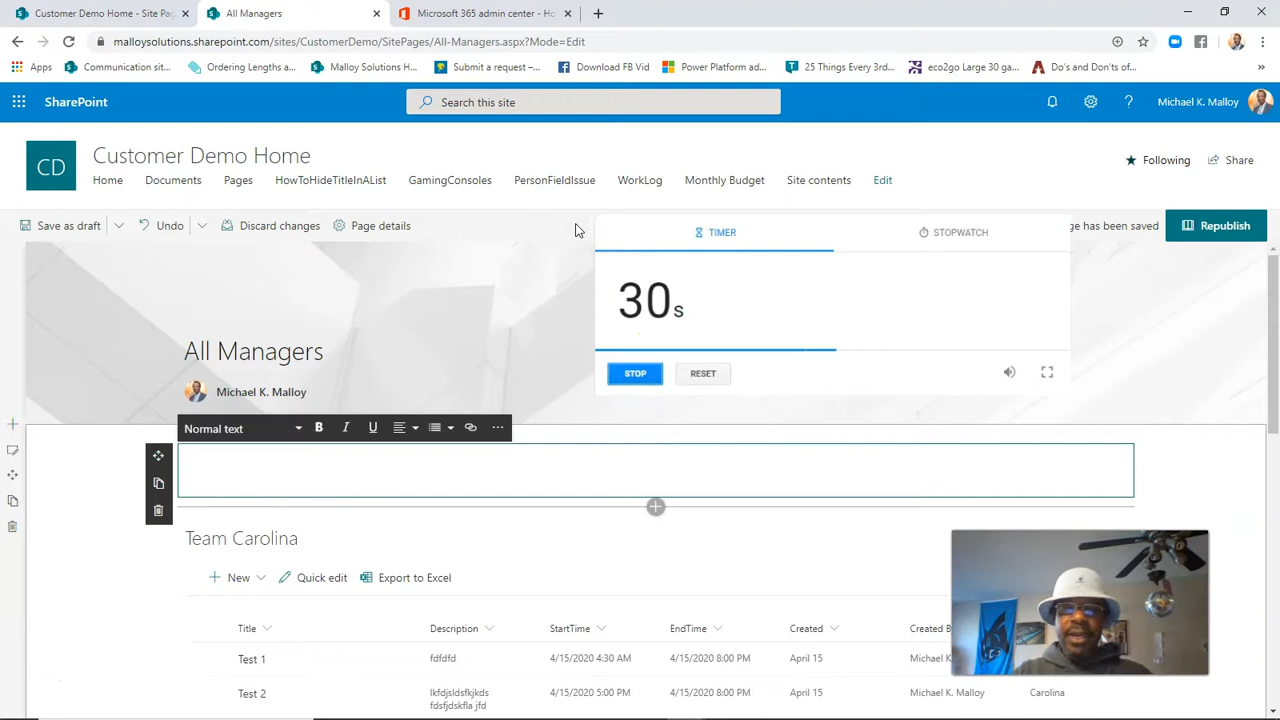 Customer Demo Home - Site Pag
All Managers
Microsoft 365 admin center - Ho
malloysolutions.sharepoint.com/sites/CustomerDemo/SitePages/All-Managers.aspx?Mode=Edit
Apps
Communication sit...
Ordering Lengths a...
Malloy Solutions H...
Submit a request –...
Download FB Vid
Power Platform ad...
25 Things Every 3rd...
eco2go Large 30 ga...
Do's and Don'ts of...
»
SharePoint
Search this site
Michael K. Malloy
CD
Customer Demo Home
Following
Share
Home
Documents
Pages
HowToHideTitleInAList
GamingConsoles
PersonFieldIssue
WorkLog
Monthly Budget
Site contents
Edit
Save as draft
Undo
Discard changes
Page details
ge has been saved
Republish
TIMER
STOPWATCH
30s
STOP
RESET
All Managers
Michael K. Malloy
Normal text
B I U
Team Carolina
New
Quick edit
Export to Excel
Title Description StartTime EndTime Created Created B
Test 1 fdfdfd 4/15/2020 4:30 AM 4/15/2020 8:00 PM April 15 Michael K
Test 2 lkfdjsldsfkjkds 4/15/2020 5:00 PM 4/15/2020 8:00 PM April 15 Michael K. Malloy Carolina
fdsfjdskfla jfd